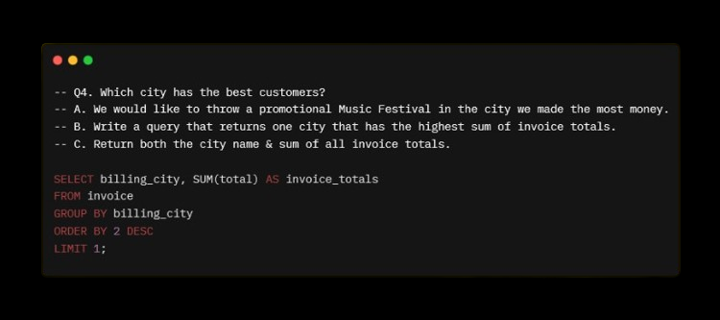 -- Q4. Which city has the best customers?
-- A. We would like to throw a promotional Music Festival in the city we made the most money.
-- B. Write a query that returns one city that has the highest sum of invoice totals.
-- C. Return both the city name & sum of all invoice totals.
SELECT billing_city, SUM(total) AS invoice_totals
FROM invoice
GROUP BY billing_city
ORDER BY 2 DESC
LIMIT 1;